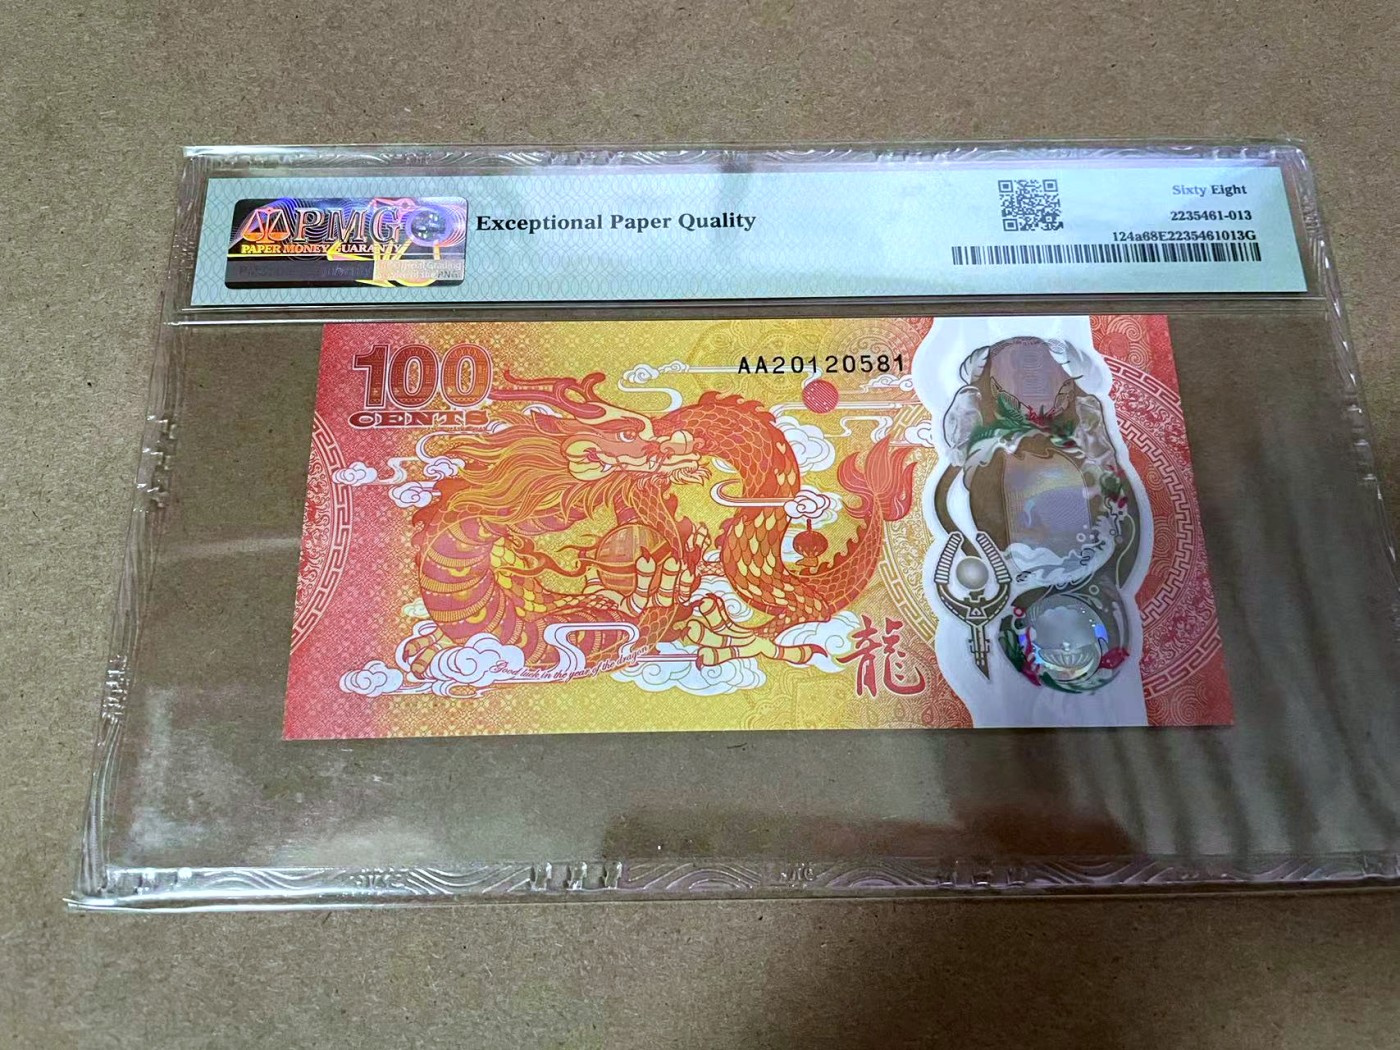 PMG
PAPER MONEY GUARANTY
Exceptional Paper Quality
Sixty Eight
2235461-013
124a68E2235461013G
100
CENTS
AA20120581
Good luck in the year of the dragon
龍